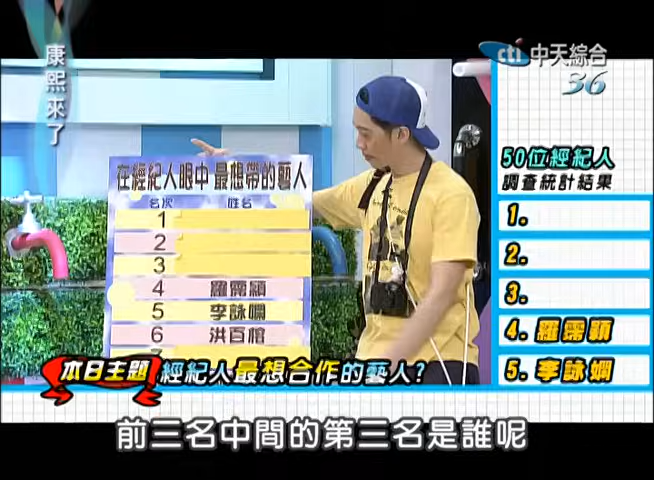 康熙來了
cti 中天綜合
36
在經紀人眼中 最想帶的藝人
名次 姓名
1
2
3
4 羅霈穎
5 李詠嫻
6 洪百榕
50位經紀人
調查統計結果
1.
2.
3.
4. 羅霈穎
5. 李詠嫻
本日主題
經紀人最想合作的藝人?
前三名中間的第三名是誰呢